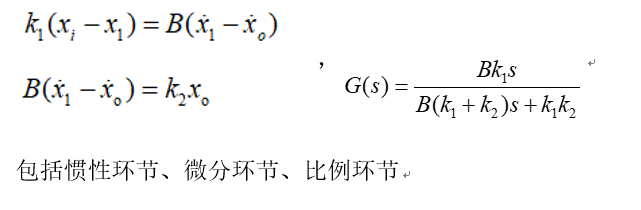 k₁(xᵢ − x₁) = B(ẋ₁ − ẋₒ)
B(ẋ₁ − ẋₒ) = k₂xₒ , G(s) = Bk₁s / (B(k₁ + k₂)s + k₁k₂)
包括惯性环节、微分环节、比例环节